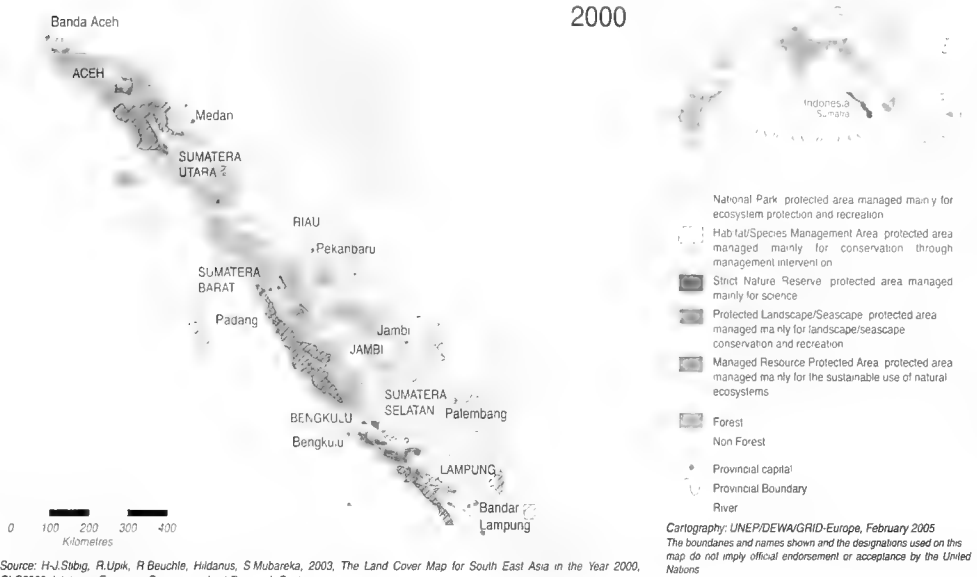 2000
Banda Aceh
ACEH
Medan
SUMATERA
UTARA
RIAU
Pekanbaru
SUMATERA
BARAT
Padang
Jambi
JAMBI
SUMATERA
SELATAN
Palembang
BENGKULU
Bengkulu
LAMPUNG
Bandar
Lampung
0 100 200 300 400
Kilometres
Indonesia
Sumatra
National Park protected area managed mainly for
ecosystem protection and recreation
Habitat/Species Management Area protected area
managed mainly for conservation through
management intervention
Strict Nature Reserve protected area managed
mainly for science
Protected Landscape/Seascape protected area
managed mainly for landscape/seascape
conservation and recreation
Managed Resource Protected Area protected area
managed mainly for the sustainable use of natural
ecosystems
Forest
Non Forest
Provincial capital
Provincial Boundary
River
Cartography: UNEP/DEWA/GRID-Europe, February 2005
The boundaries and names shown and the designations used on this
map do not imply official endorsement or acceptance by the United
Nations
Source: H-J.Stibig, R.Upik, R Beuchle, Hildanus, S Mubareka, 2003, The Land Cover Map for South East Asia in the Year 2000,